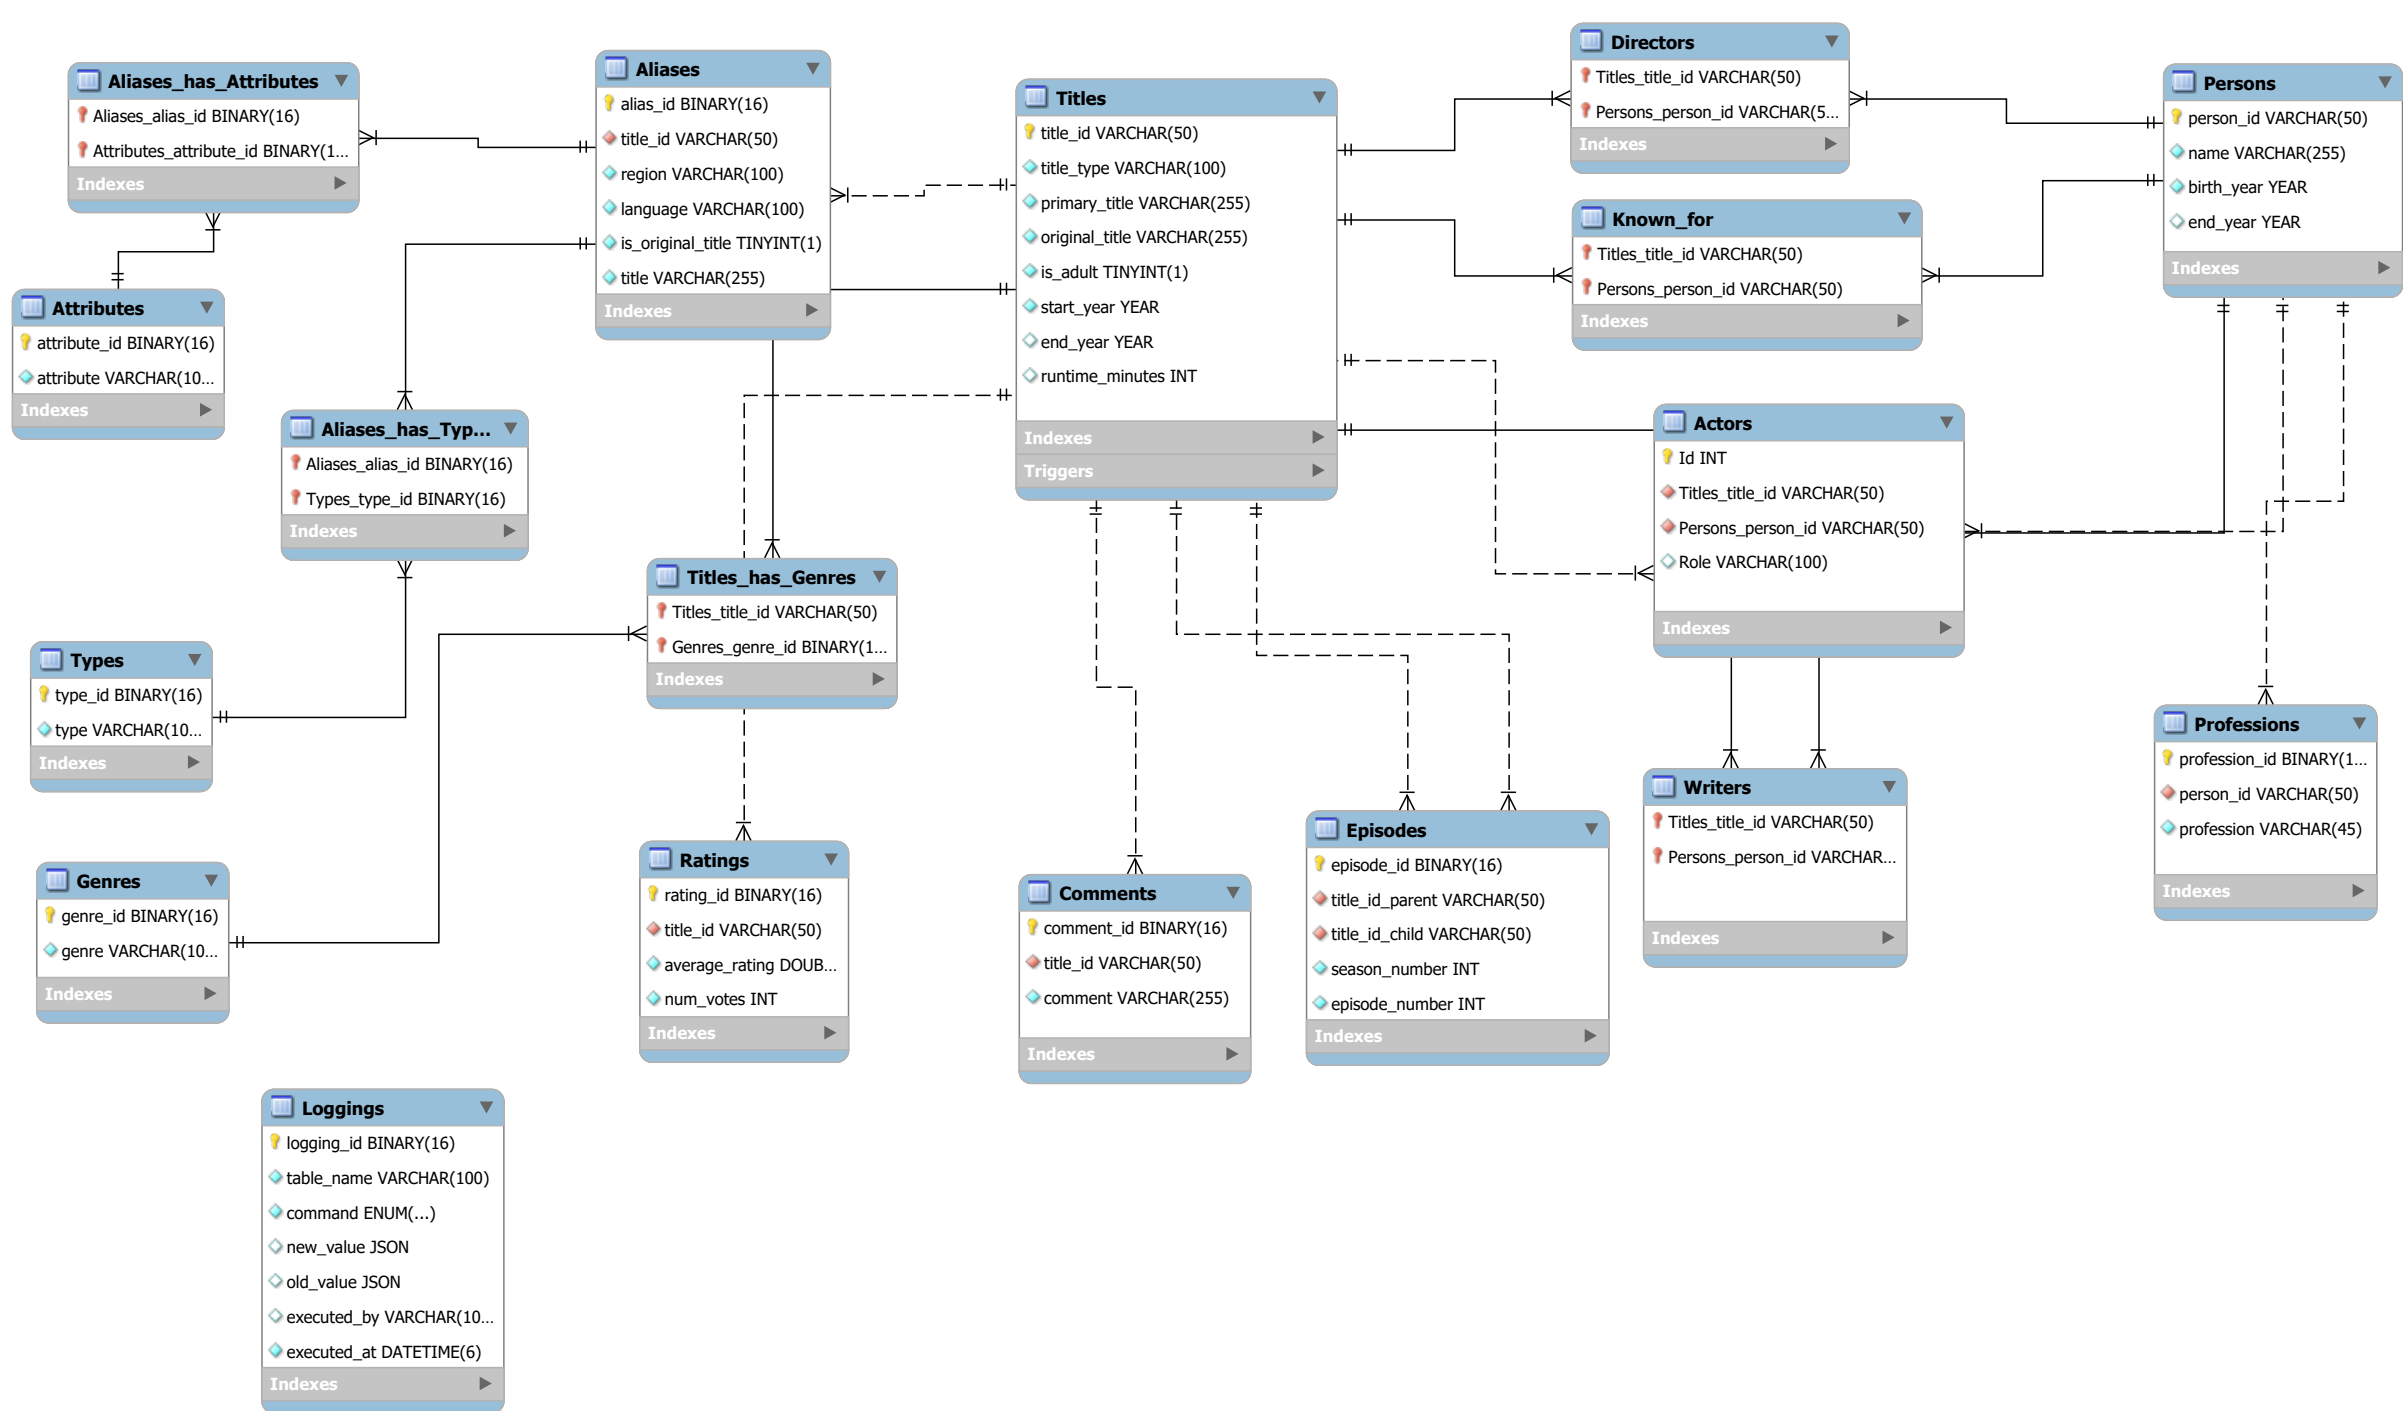 Aliases_has_Attributes
Aliases_alias_id BINARY(16)
Attributes_attribute_id BINARY(1...
Indexes
Attributes
attribute_id BINARY(16)
attribute VARCHAR(10...
Indexes
Aliases
alias_id BINARY(16)
title_id VARCHAR(50)
region VARCHAR(100)
language VARCHAR(100)
is_original_title TINYINT(1)
title VARCHAR(255)
Indexes
Aliases_has_Typ...
Aliases_alias_id BINARY(16)
Types_type_id BINARY(16)
Indexes
Types
type_id BINARY(16)
type VARCHAR(10...
Indexes
Genres
genre_id BINARY(16)
genre VARCHAR(10...
Indexes
Titles_has_Genres
Titles_title_id VARCHAR(50)
Genres_genre_id BINARY(1...
Indexes
Ratings
rating_id BINARY(16)
title_id VARCHAR(50)
average_rating DOUB...
num_votes INT
Indexes
Loggings
logging_id BINARY(16)
table_name VARCHAR(100)
command ENUM(...)
new_value JSON
old_value JSON
executed_by VARCHAR(10...
executed_at DATETIME(6)
Indexes
Titles
title_id VARCHAR(50)
title_type VARCHAR(100)
primary_title VARCHAR(255)
original_title VARCHAR(255)
is_adult TINYINT(1)
start_year YEAR
end_year YEAR
runtime_minutes INT
Indexes
Triggers
Comments
comment_id BINARY(16)
title_id VARCHAR(50)
comment VARCHAR(255)
Indexes
Episodes
episode_id BINARY(16)
title_id_parent VARCHAR(50)
title_id_child VARCHAR(50)
season_number INT
episode_number INT
Indexes
Directors
Titles_title_id VARCHAR(50)
Persons_person_id VARCHAR(5...
Indexes
Known_for
Titles_title_id VARCHAR(50)
Persons_person_id VARCHAR(50)
Indexes
Actors
Id INT
Titles_title_id VARCHAR(50)
Persons_person_id VARCHAR(50)
Role VARCHAR(100)
Indexes
Writers
Titles_title_id VARCHAR(50)
Persons_person_id VARCHAR...
Indexes
Persons
person_id VARCHAR(50)
name VARCHAR(255)
birth_year YEAR
end_year YEAR
Indexes
Professions
profession_id BINARY(1...
person_id VARCHAR(50)
profession VARCHAR(45)
Indexes